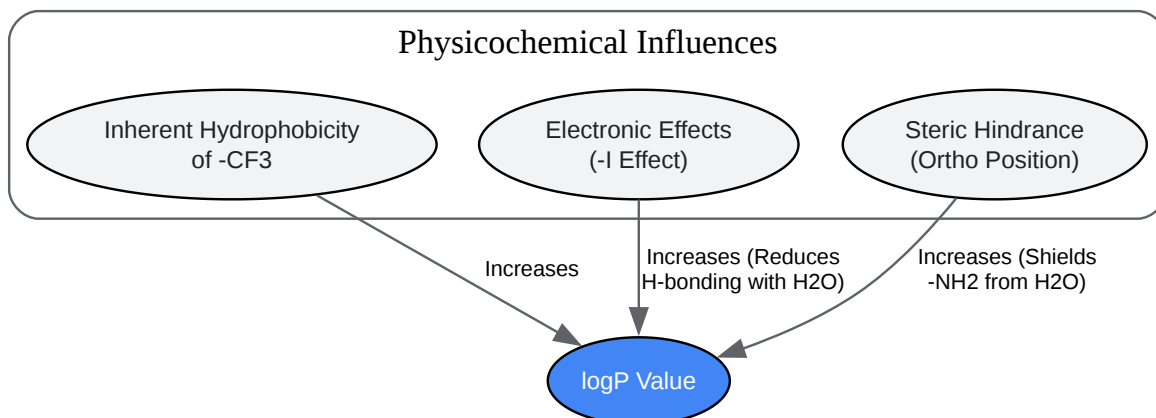 Physicochemical Influences
Inherent Hydrophobicity
of -CF3
Electronic Effects
(-I Effect)
Steric Hindrance
(Ortho Position)
Increases
Increases (Reduces
H-bonding with H2O)
Increases (Shields
-NH2 from H2O)
logP Value